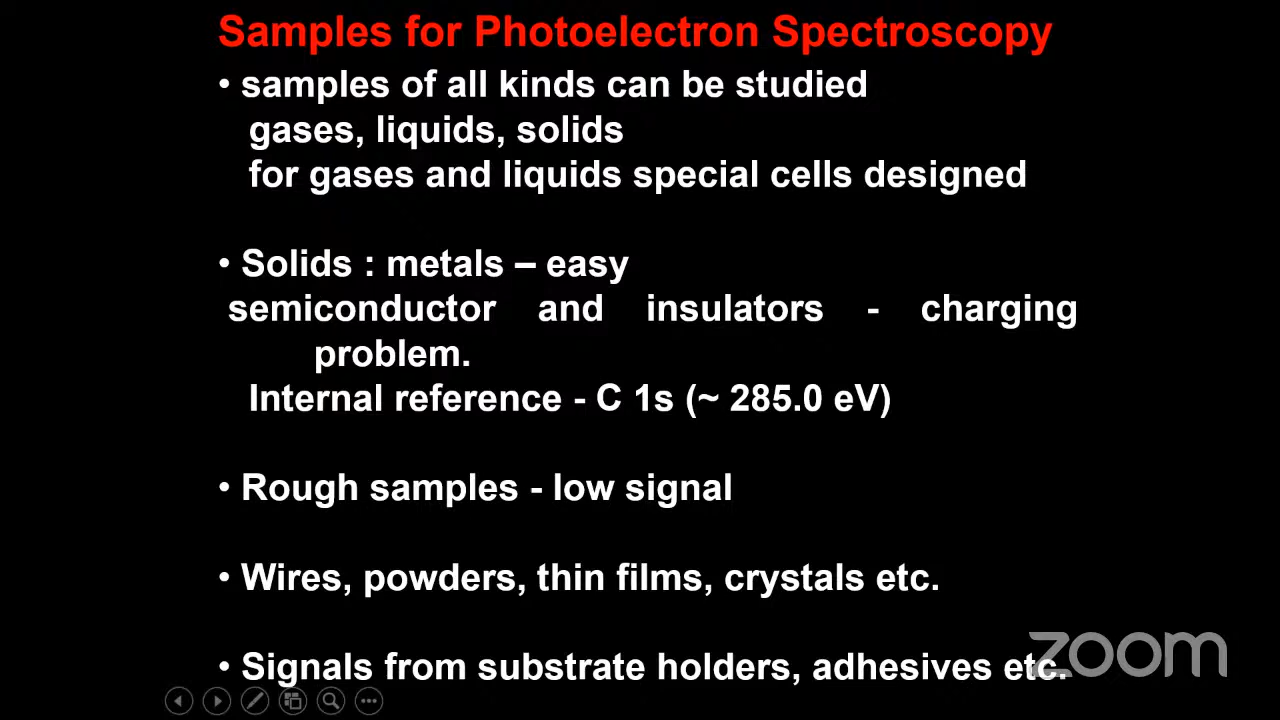 Samples for Photoelectron Spectroscopy
• samples of all kinds can be studied
gases, liquids, solids
for gases and liquids special cells designed
• Solids : metals – easy
semiconductor and insulators - charging
problem.
Internal reference - C 1s (~ 285.0 eV)
• Rough samples - low signal
• Wires, powders, thin films, crystals etc.
• Signals from substrate holders, adhesives etc.
zoom